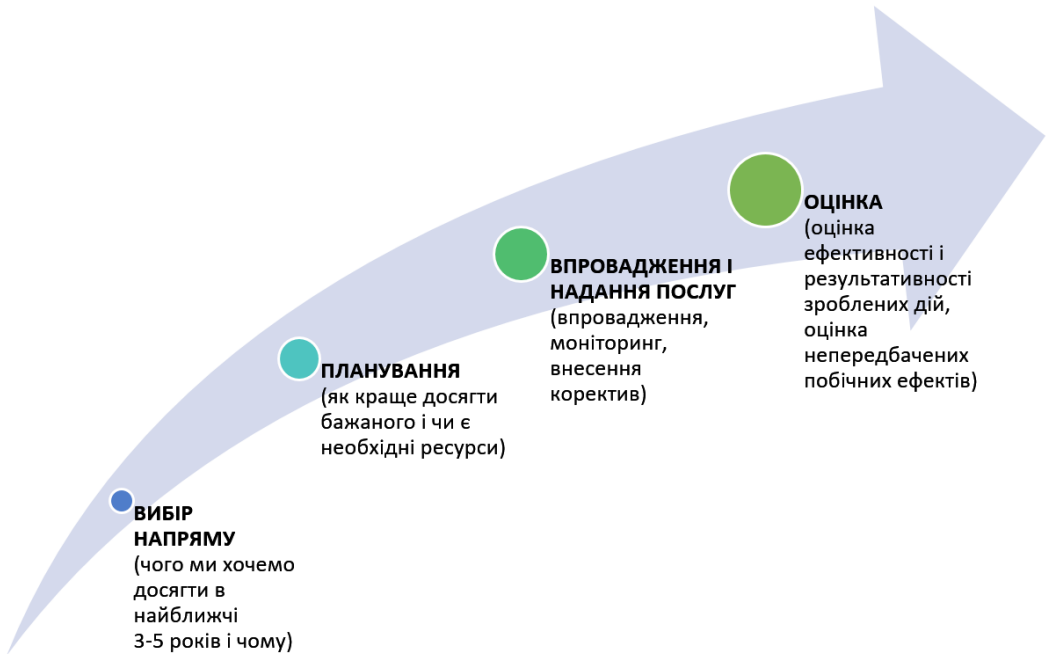 ВИБІР
НАПРЯМУ
(чого ми хочемо
досягти в
найближчі
3-5 років і чому)
ПЛАНУВАННЯ
(як краще досягти
бажаного і чи є
необхідні ресурси)
ВПРОВАДЖЕННЯ І
НАДАННЯ ПОСЛУГ
(впровадження,
моніторинг,
внесення
коректив)
ОЦІНКА
(оцінка
ефективності і
результативності
зроблених дій,
оцінка
непередбачених
побічних ефектів)